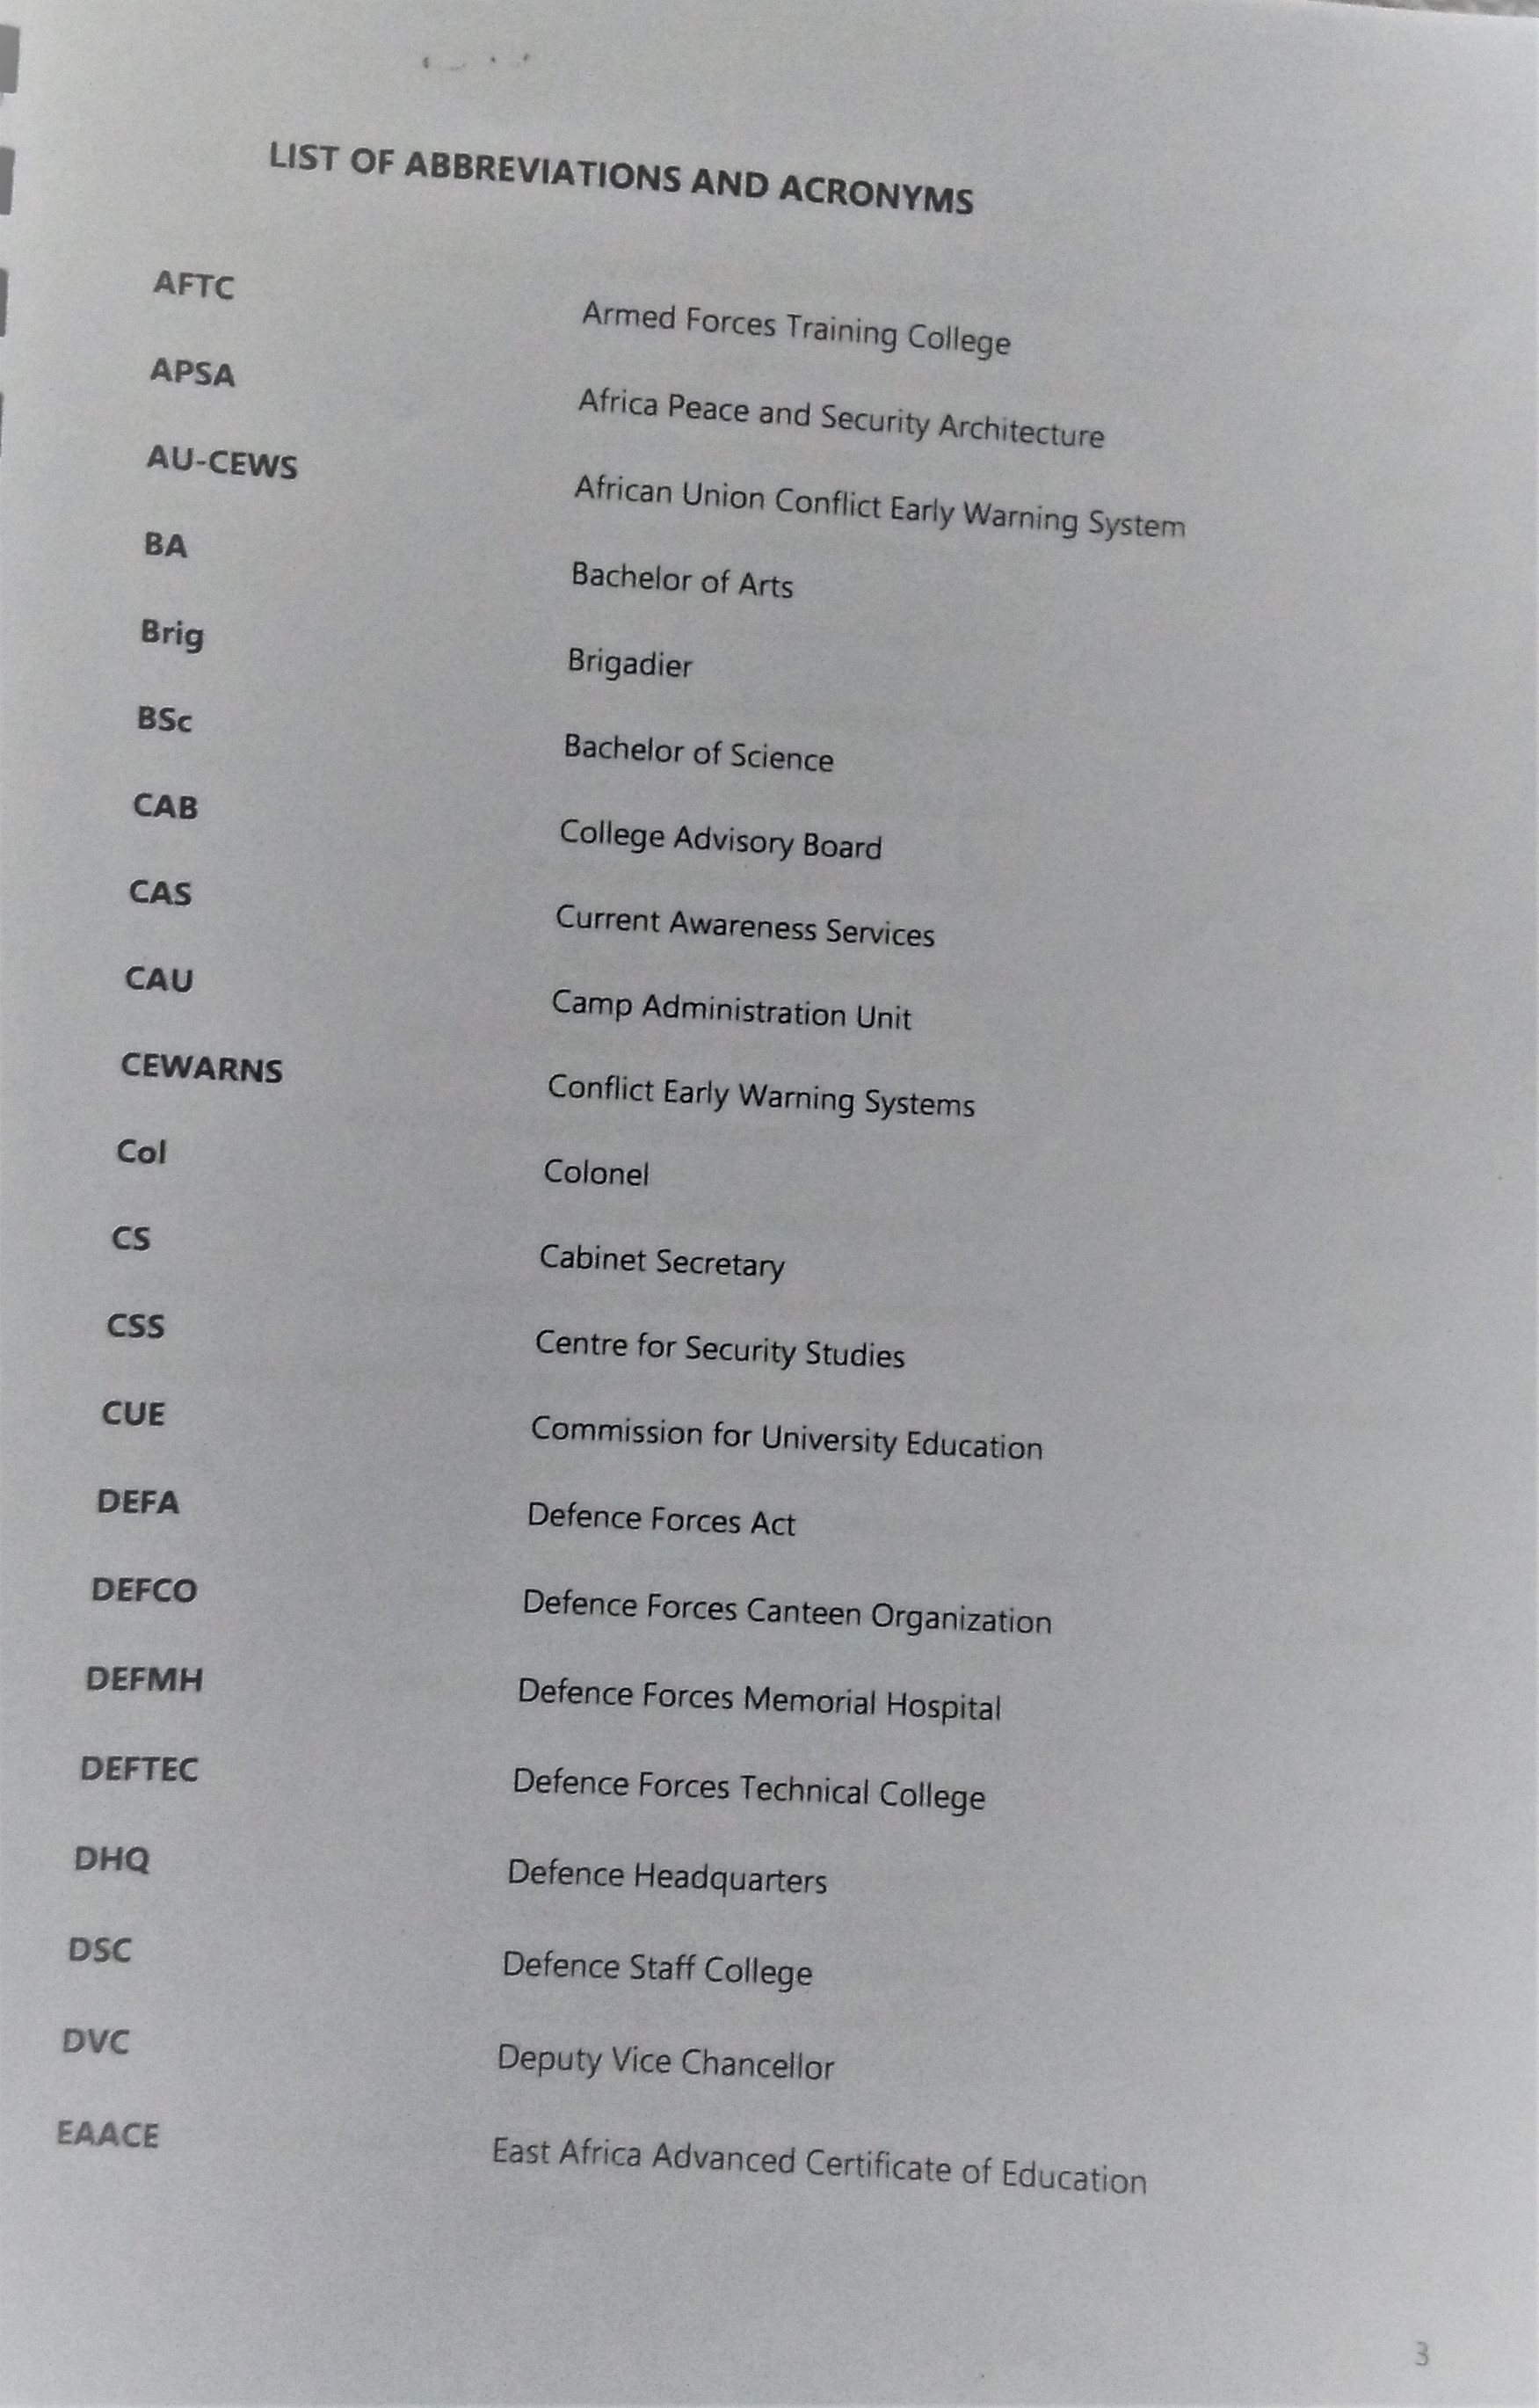 LIST OF ABBREVIATIONS AND ACRONYMS
AFTC Armed Forces Training College
APSA Africa Peace and Security Architecture
AU-CEWS African Union Conflict Early Warning System
BA Bachelor of Arts
Brig Brigadier
BSc Bachelor of Science
CAB College Advisory Board
CAS Current Awareness Services
CAU Camp Administration Unit
CEWARNS Conflict Early Warning Systems
Col Colonel
CS Cabinet Secretary
CSS Centre for Security Studies
CUE Commission for University Education
DEFA Defence Forces Act
DEFCO Defence Forces Canteen Organization
DEFMH Defence Forces Memorial Hospital
DEFTEC Defence Forces Technical College
DHQ Defence Headquarters
DSC Defence Staff College
DVC Deputy Vice Chancellor
EAACE East Africa Advanced Certificate of Education
3